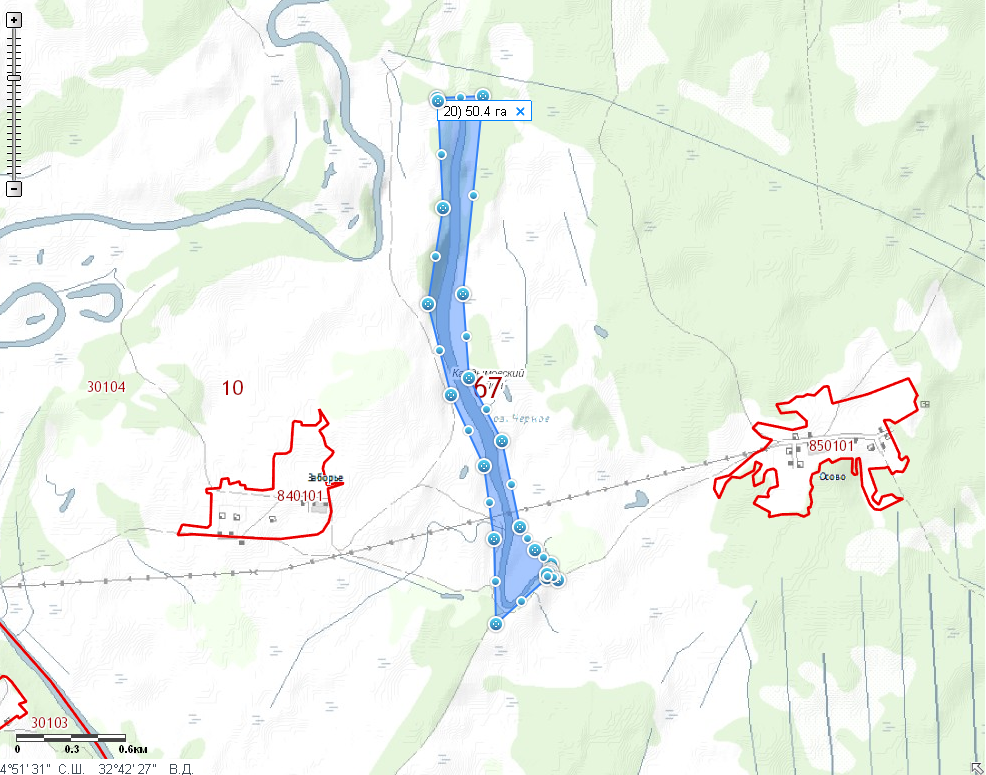 +
20) 50.4 га ×
67
оз. Черное
30104
10
850101
Осово
Заборье
840101
-
30103
0 0.3 0.6км
4°51'31" С.Ш. 32°42'27" В.Д.